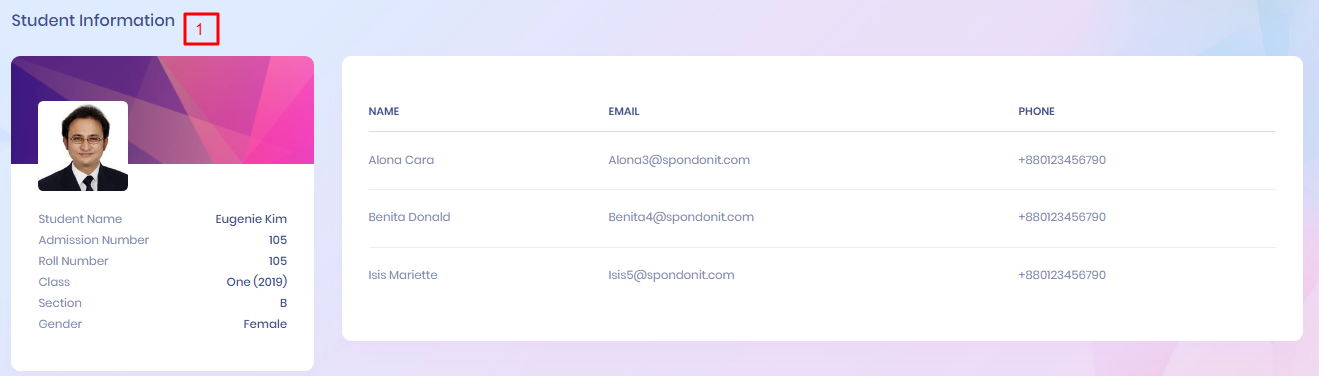 Student Information 1
Student Name Eugenie Kim
Admission Number 105
Roll Number 105
Class One (2019)
Section B
Gender Female
NAME EMAIL PHONE
Alona Cara Alona3@spondonit.com +880123456790
Benita Donald Benita4@spondonit.com +880123456790
Isis Mariette Isis5@spondonit.com +880123456790